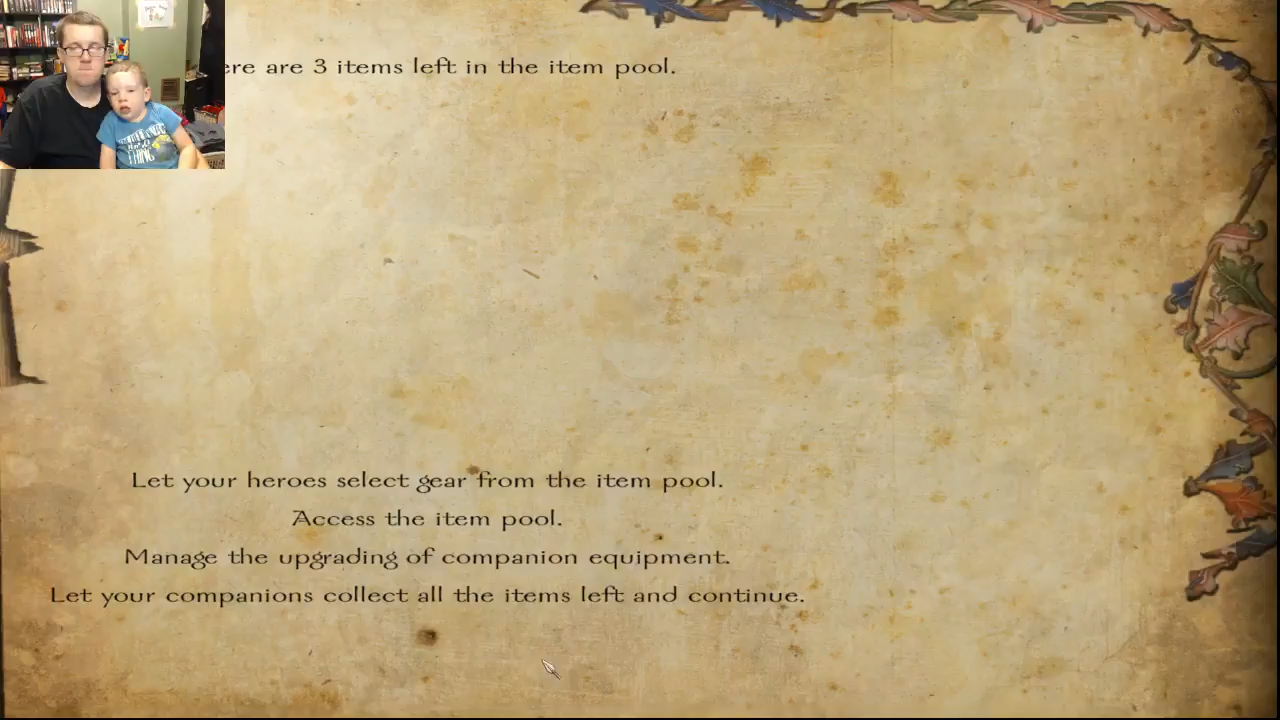 ere are 3 items left in the item pool.
Let your heroes select gear from the item pool.
Access the item pool.
Manage the upgrading of companion equipment.
Let your companions collect all the items left and continue.
THING